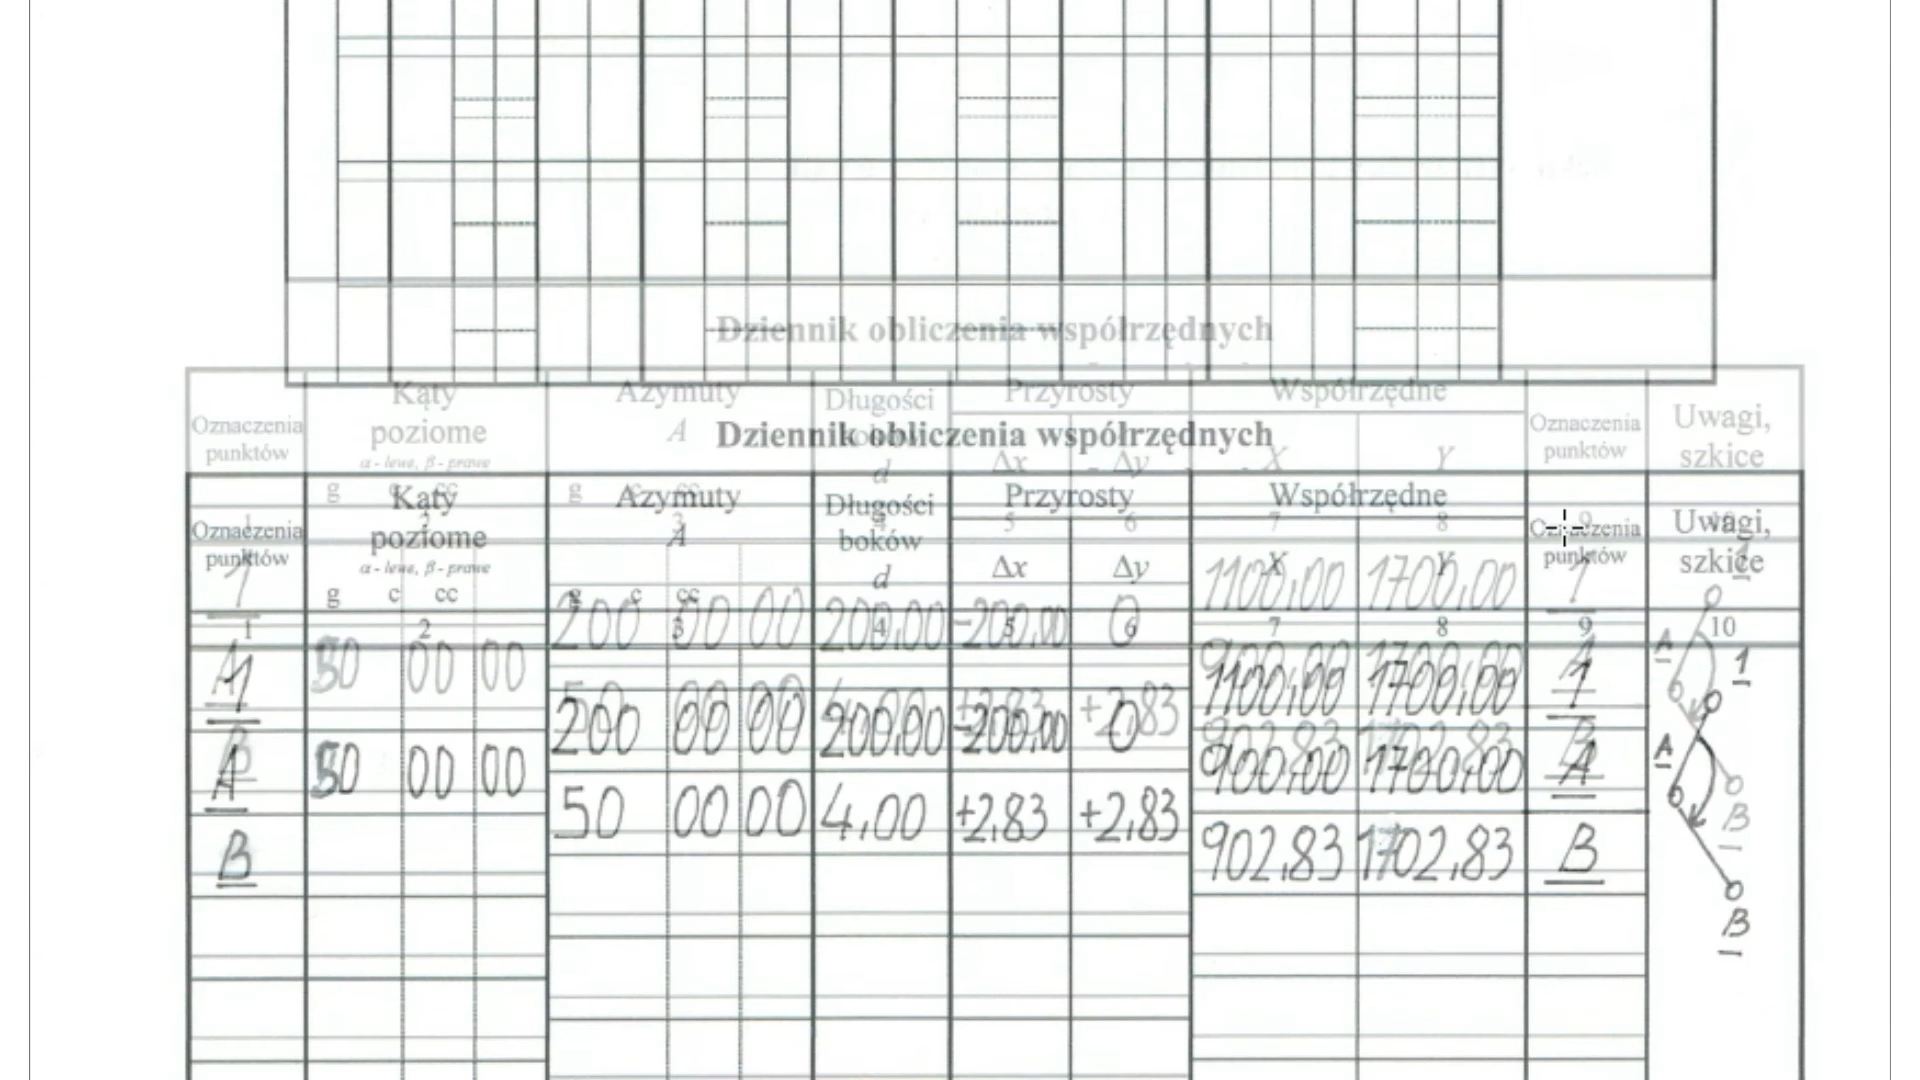 Dziennik obliczenia współrzędnych
Oznaczenia punktów
Kąty poziome
α - lewe, β - prawe
g c cc
Azymuty
A
g c cc
Długości boków
d
Przyrosty
Δx Δy
Współrzędne
X Y
Oznaczenia punktów
Uwagi, szkice
1 2 3 4 5 6 7 8 9 10
1 1100,00 1700,00 1
200 00 00 200,00 -200,00 0
A 50 00 00 900,00 1700,00 A
50 00 00 4,00 +2,83 +2,83
B 902,83 1702,83 B
1
A
B